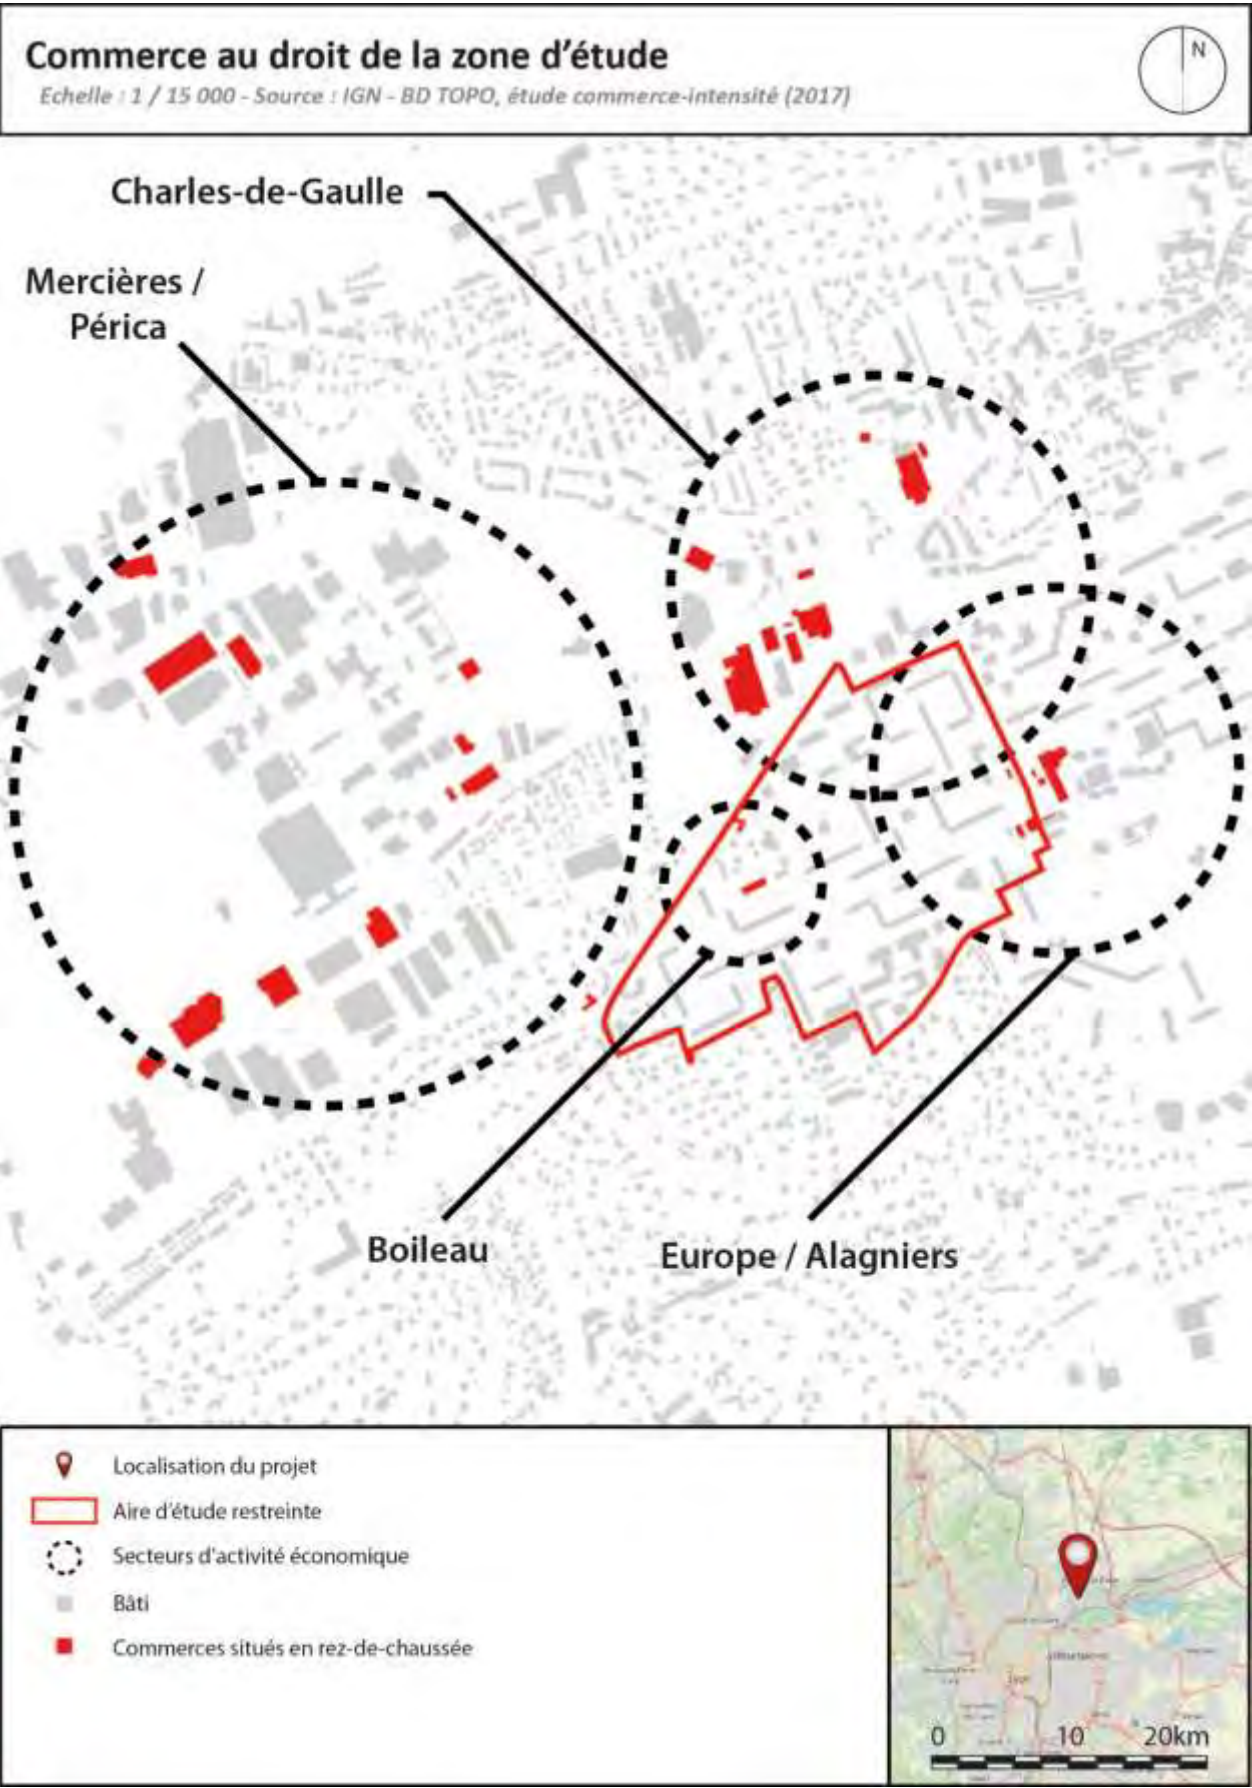 Commerce au droit de la zone d'étude
Echelle : 1 / 15 000 - Source : IGN - BD TOPO, étude commerce-intensité (2017)
N
Charles-de-Gaulle
Mercières /
Périca
Boileau
Europe / Alagniers
Localisation du projet
Aire d'étude restreinte
Secteurs d'activité économique
Bâti
Commerces situés en rez-de-chaussée
Lyon
0 10 20km